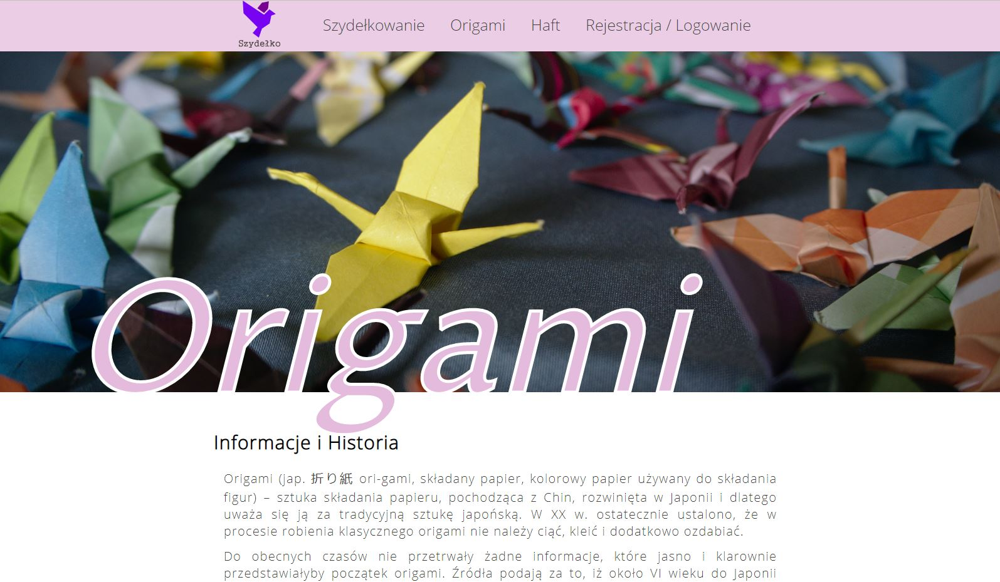 Szydełko
Szydełkowanie Origami Haft Rejestracja / Logowanie
Origami
Informacje i Historia
Origami (jap. 折り紙 ori-gami, składany papier, kolorowy papier używany do składania
figur) – sztuka składania papieru, pochodząca z Chin, rozwinięta w Japonii i dlatego
uważa się ją za tradycyjną sztukę japońską. W XX w. ostatecznie ustalono, że w
procesie robienia klasycznego origami nie należy ciąć, kleić i dodatkowo ozdabiać.
Do obecnych czasów nie przetrwały żadne informacje, które jasno i klarownie
przedstawiałyby początek origami. Źródła podają za to, iż około VI wieku do Japonii